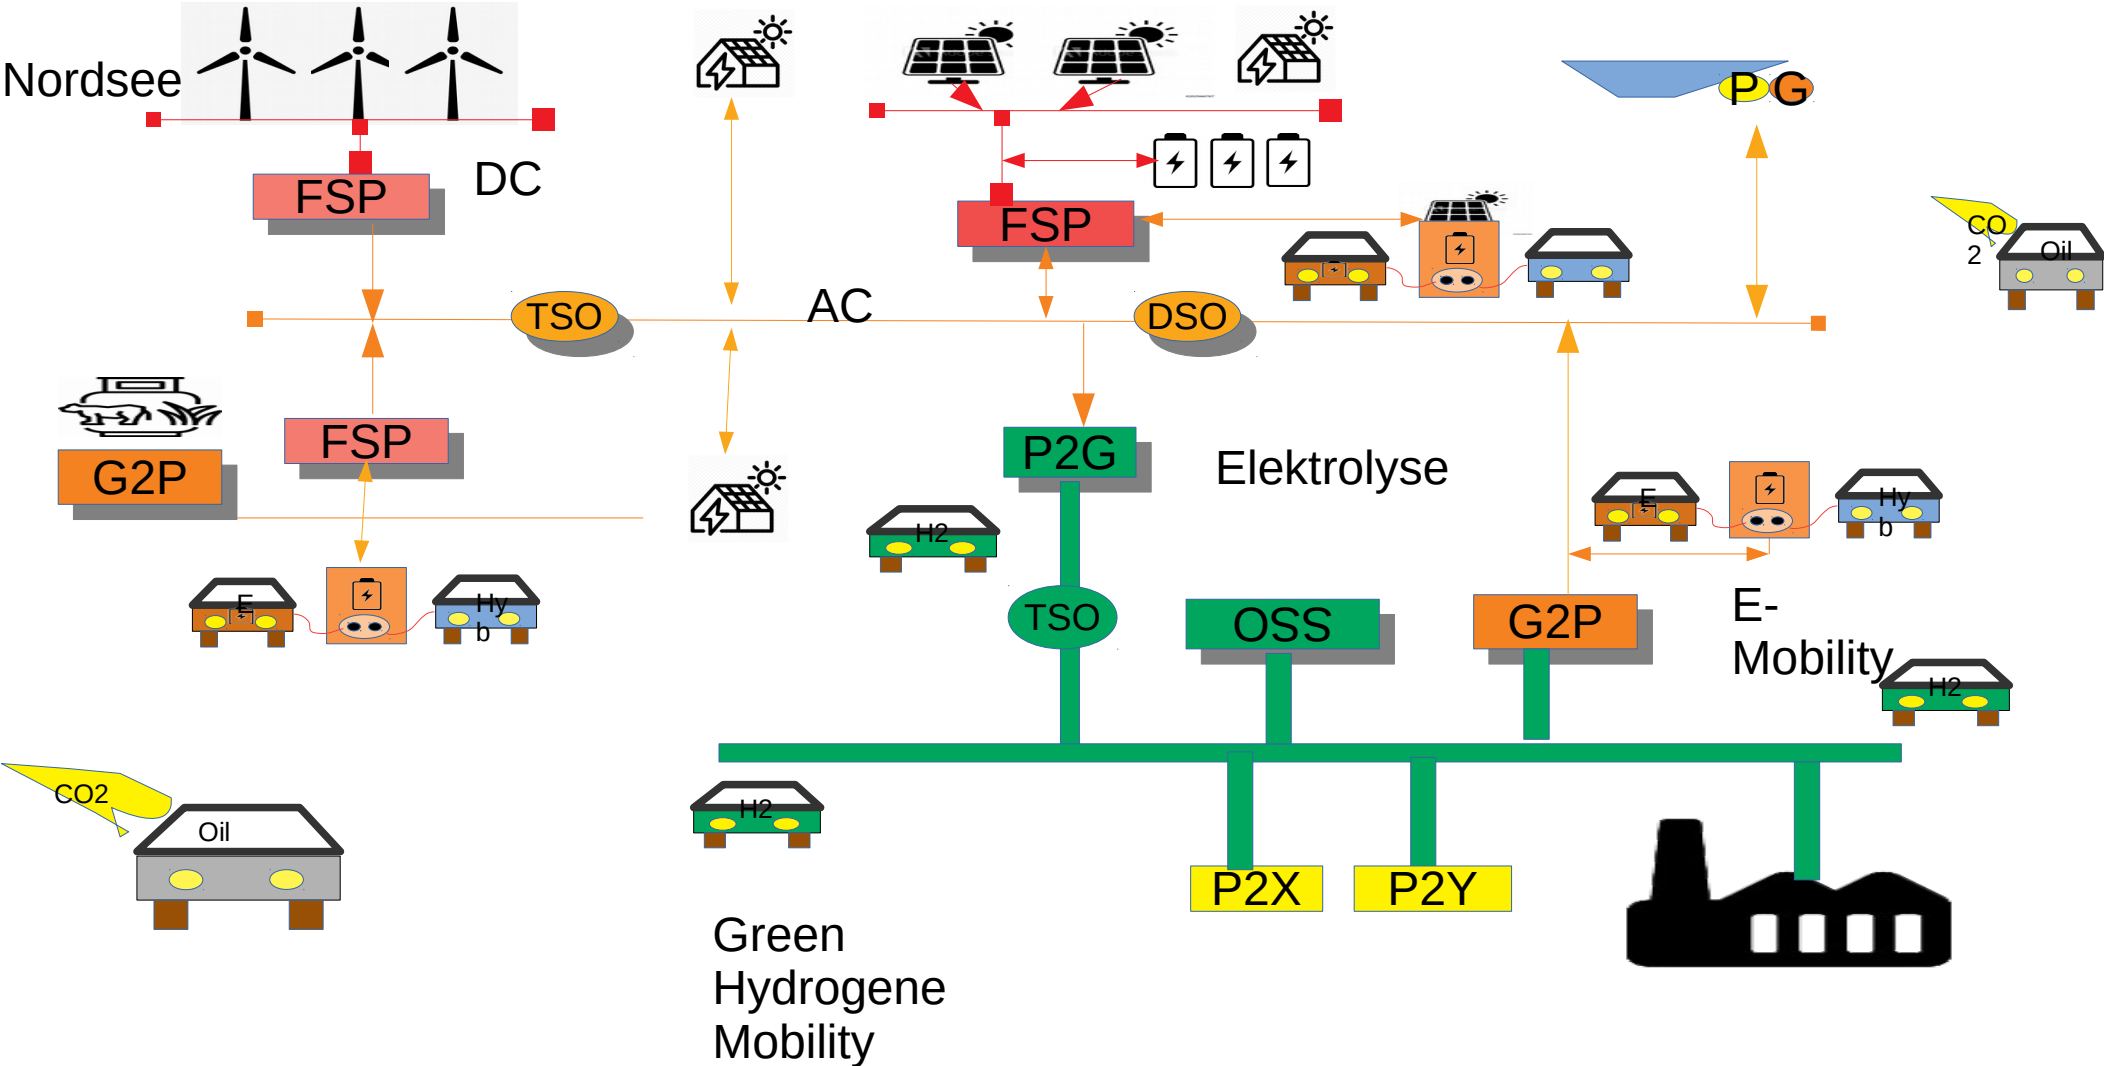 Nordsee
P G
DC
FSP
FSP
CO
2
Oil
AC
TSO
DSO
FSP
G2P
P2G
Elektrolyse
E
Hy
b
H2
E
Hy
b
TSO
OSS
G2P
E-
Mobility
H2
CO2
Oil
H2
P2X
P2Y
Green
Hydrogene
Mobility